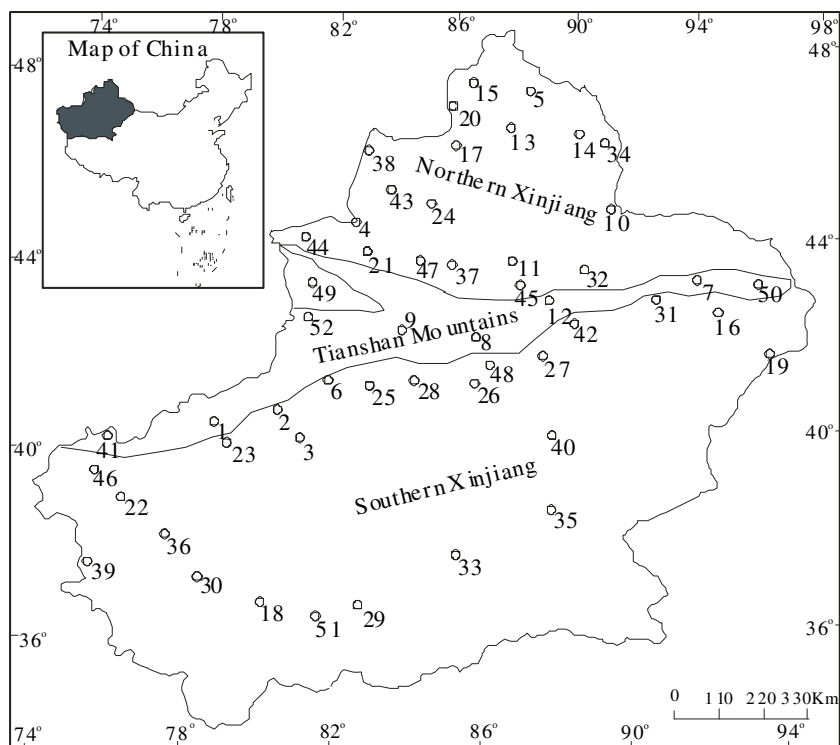 74° 78° 82° 86° 90° 94° 98°
Map of China
48° 48°
15 5
20
13
17 14 34
38
Northern Xinjiang
43
24
10
4
44
44° 44°
21 47 37 11 32
45 7 50
49
12 31 16
52 9
42
Tianshan Mountains
8
27 19
48
6 25 28 26
2
1
41 23 3 40
40° 40°
46
Southern Xinjiang
22
35
36
33
39
30
18 51 29
36° 36°
0 110 220 330Km
74° 78° 82° 86° 90° 94°